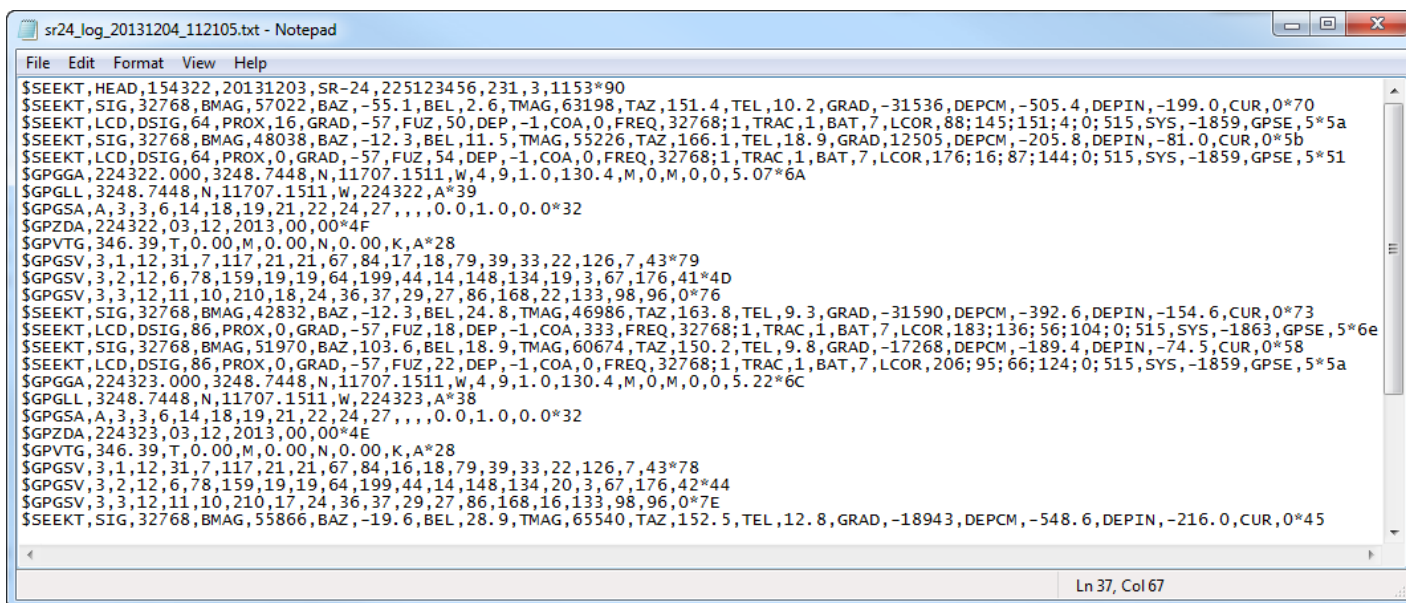 sr24_log_20131204_112105.txt - Notepad
File Edit Format View Help
$SEEKT,HEAD,154322,20131203,SR-24,225123456,231,3,1153*90
$SEEKT,SIG,32768,BMAG,57022,BAZ,-55.1,BEL,2.6,TMAG,63198,TAZ,151.4,TEL,10.2,GRAD,-31536,DEPCM,-505.4,DEPIN,-199.0,CUR,0*70
$SEEKT,LCD,DSIG,64,PROX,16,GRAD,-57,FUZ,50,DEP,-1,COA,0,FREQ,32768;1,TRAC,1,BAT,7,LCOR,88;145;151;4;0;515,SYS,-1859,GPSE,5*5a
$SEEKT,SIG,32768,BMAG,48038,BAZ,-12.3,BEL,11.5,TMAG,55226,TAZ,166.1,TEL,18.9,GRAD,12505,DEPCM,-205.8,DEPIN,-81.0,CUR,0*5b
$SEEKT,LCD,DSIG,64,PROX,0,GRAD,-57,FUZ,54,DEP,-1,COA,0,FREQ,32768;1,TRAC,1,BAT,7,LCOR,176;16;87;144;0;515,SYS,-1859,GPSE,5*51
$GPGGA,224322.000,3248.7448,N,11707.1511,W,4,9,1.0,130.4,M,0,M,0,0,5.07*6A
$GPGLL,3248.7448,N,11707.1511,W,224322,A*39
$GPGSA,A,3,3,6,14,18,19,21,22,24,27,,,,0.0,1.0,0.0*32
$GPZDA,224322,03,12,2013,00,00*4F
$GPVTG,346.39,T,0.00,M,0.00,N,0.00,K,A*28
$GPGSV,3,1,12,31,7,117,21,21,67,84,17,18,79,39,33,22,126,7,43*79
$GPGSV,3,2,12,6,78,159,19,19,64,199,44,14,148,134,19,3,67,176,41*4D
$GPGSV,3,3,12,11,10,210,18,24,36,37,29,27,86,168,22,133,98,96,0*76
$SEEKT,SIG,32768,BMAG,42832,BAZ,-12.3,BEL,24.8,TMAG,46986,TAZ,163.8,TEL,9.3,GRAD,-31590,DEPCM,-392.6,DEPIN,-154.6,CUR,0*73
$SEEKT,LCD,DSIG,86,PROX,0,GRAD,-57,FUZ,18,DEP,-1,COA,333,FREQ,32768;1,TRAC,1,BAT,7,LCOR,183;136;56;104;0;515,SYS,-1863,GPSE,5*6e
$SEEKT,SIG,32768,BMAG,51970,BAZ,103.6,BEL,18.9,TMAG,60674,TAZ,150.2,TEL,9.8,GRAD,-17268,DEPCM,-189.4,DEPIN,-74.5,CUR,0*58
$SEEKT,LCD,DSIG,86,PROX,0,GRAD,-57,FUZ,22,DEP,-1,COA,0,FREQ,32768;1,TRAC,1,BAT,7,LCOR,206;95;66;124;0;515,SYS,-1859,GPSE,5*5a
$GPGGA,224323.000,3248.7448,N,11707.1511,W,4,9,1.0,130.4,M,0,M,0,0,5.22*6C
$GPGLL,3248.7448,N,11707.1511,W,224323,A*38
$GPGSA,A,3,3,6,14,18,19,21,22,24,27,,,,0.0,1.0,0.0*32
$GPZDA,224323,03,12,2013,00,00*4E
$GPVTG,346.39,T,0.00,M,0.00,N,0.00,K,A*28
$GPGSV,3,1,12,31,7,117,21,21,67,84,16,18,79,39,33,22,126,7,43*78
$GPGSV,3,2,12,6,78,159,19,19,64,199,44,14,148,134,20,3,67,176,42*44
$GPGSV,3,3,12,11,10,210,17,24,36,37,29,27,86,168,16,133,98,96,0*7E
$SEEKT,SIG,32768,BMAG,55866,BAZ,-19.6,BEL,28.9,TMAG,65540,TAZ,152.5,TEL,12.8,GRAD,-18943,DEPCM,-548.6,DEPIN,-216.0,CUR,0*45
Ln 37, Col 67